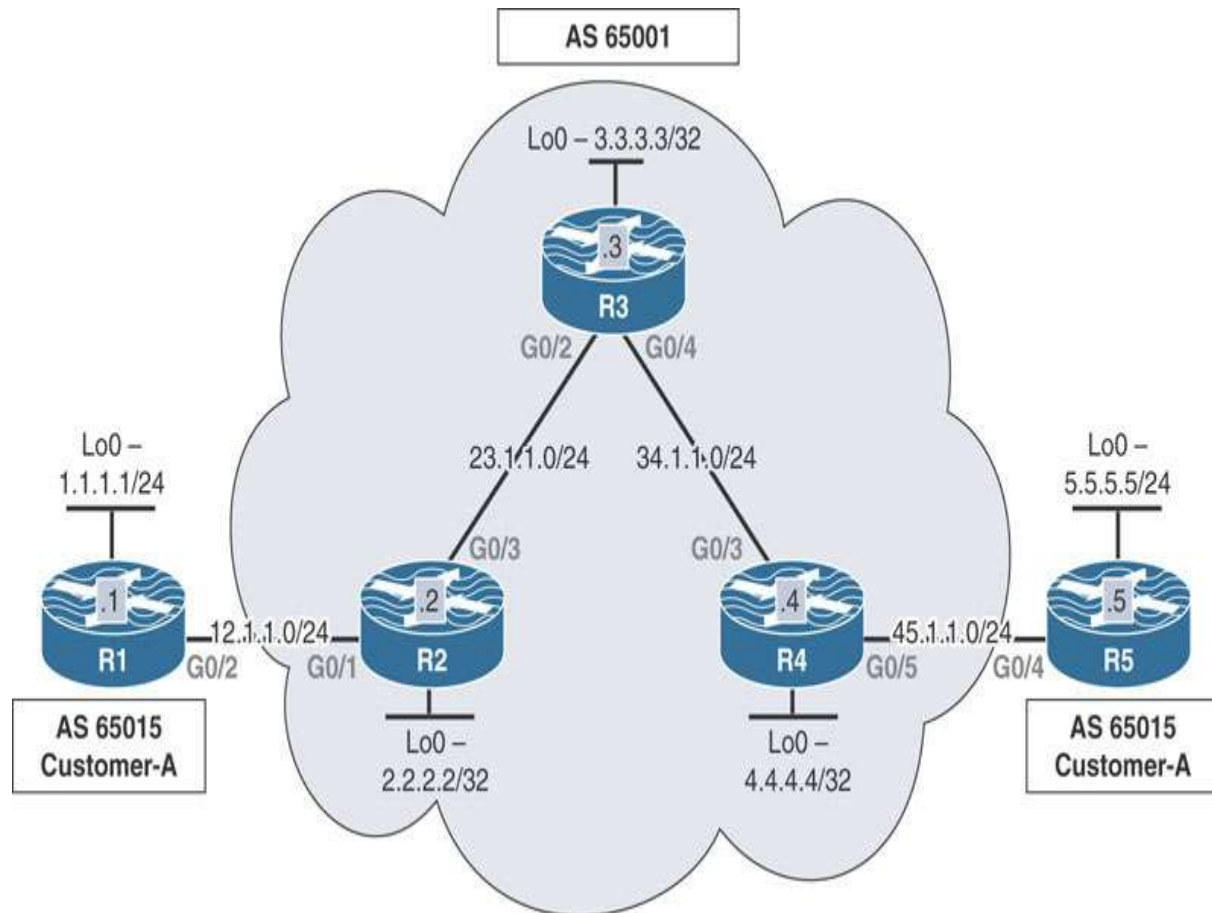 AS 65001
Lo0 – 3.3.3.3/32
.3
R3
G0/2
G0/4
23.1.1.0/24
34.1.1.0/24
Lo0 –
1.1.1.1/24
Lo0 –
5.5.5.5/24
G0/3
G0/3
.1
R1
12.1.1.0/24
G0/2
G0/1
.2
R2
.4
R4
45.1.1.0/24
G0/5
G0/4
.5
R5
AS 65015
Customer-A
Lo0 –
2.2.2.2/32
Lo0 –
4.4.4.4/32
AS 65015
Customer-A